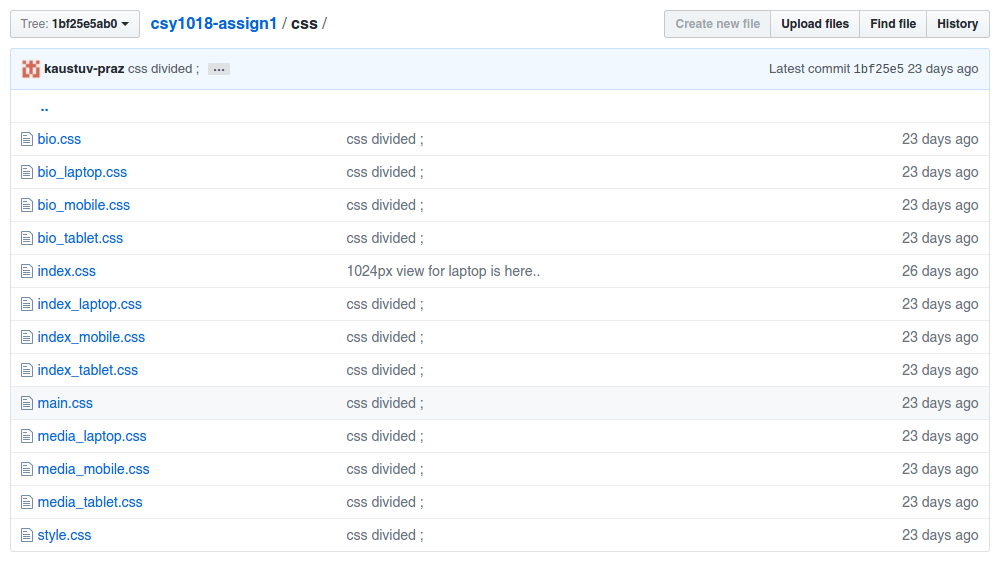 Tree: 1bf25e5ab0 csy1018-assign1 / css / Create new file Upload files Find file History
kaustuv-praz css divided ; ... Latest commit 1bf25e5 23 days ago
..
bio.css css divided ; 23 days ago
bio_laptop.css css divided ; 23 days ago
bio_mobile.css css divided ; 23 days ago
bio_tablet.css css divided ; 23 days ago
index.css 1024px view for laptop is here.. 26 days ago
index_laptop.css css divided ; 23 days ago
index_mobile.css css divided ; 23 days ago
index_tablet.css css divided ; 23 days ago
main.css css divided ; 23 days ago
media_laptop.css css divided ; 23 days ago
media_mobile.css css divided ; 23 days ago
media_tablet.css css divided ; 23 days ago
style.css css divided ; 23 days ago